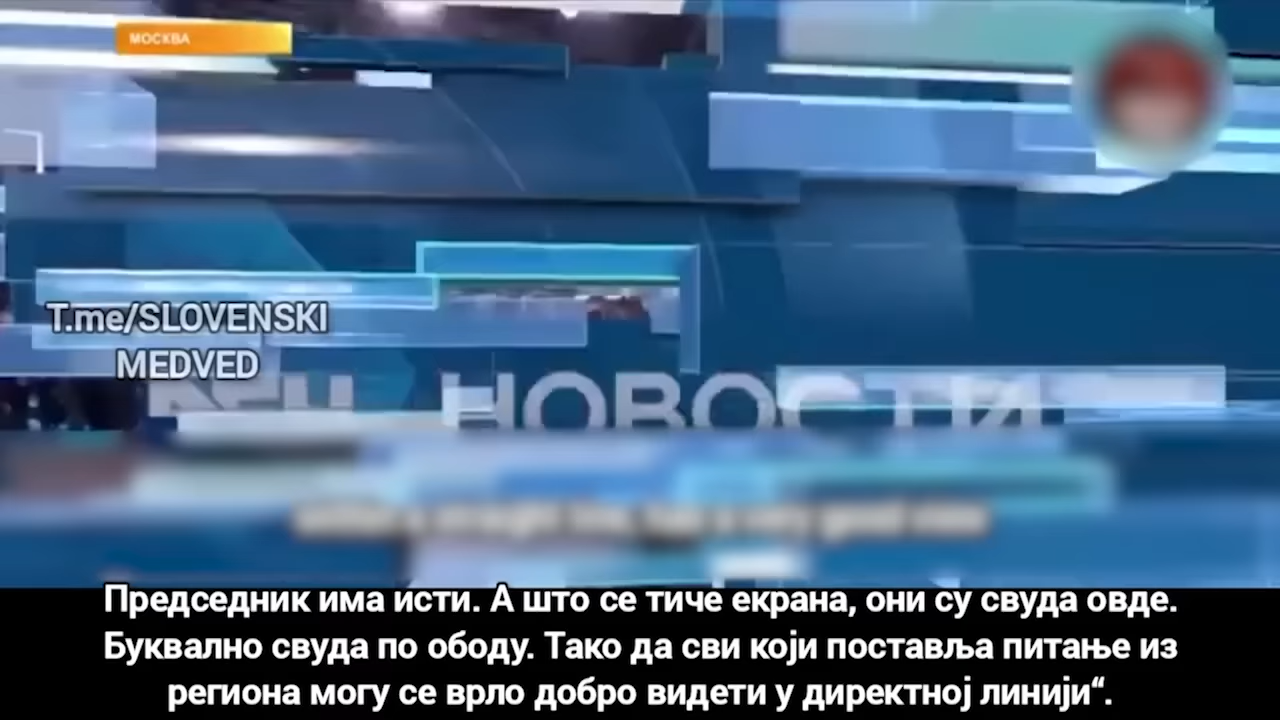 МОСКВА
T.me/SLOVENSKI
MEDVED
РЕН НОВОСТИ
Председник има исти. А што се тиче екрана, они су свуда овде.
Буквално свуда по ободу. Тако да сви који поставља питање из
региона могу се врло добро видети у директној линији“.